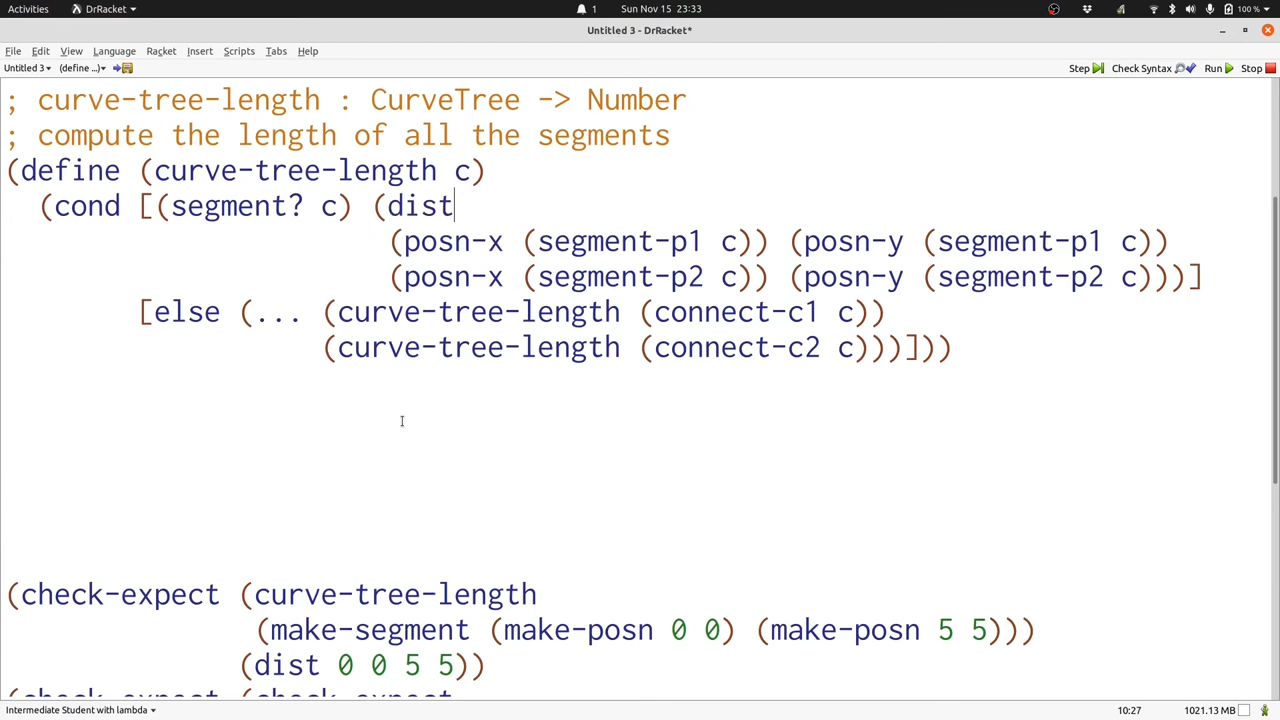 Activities DrRacket 1 Sun Nov 15 23:33 100 %
Untitled 3 - DrRacket*
File Edit View Language Racket Insert Scripts Tabs Help
Untitled 3 (define ...) Step Check Syntax Run Stop
; curve-tree-length : CurveTree -> Number
; compute the length of all the segments
(define (curve-tree-length c)
(cond [(segment? c) (dist
(posn-x (segment-p1 c)) (posn-y (segment-p1 c))
(posn-x (segment-p2 c)) (posn-y (segment-p2 c)))]
[else (... (curve-tree-length (connect-c1 c))
(curve-tree-length (connect-c2 c)))]))
(check-expect (curve-tree-length
(make-segment (make-posn 0 0) (make-posn 5 5)))
(dist 0 0 5 5))
(check-expect (check-expect
Intermediate Student with lambda 10:27 1021.13 MB